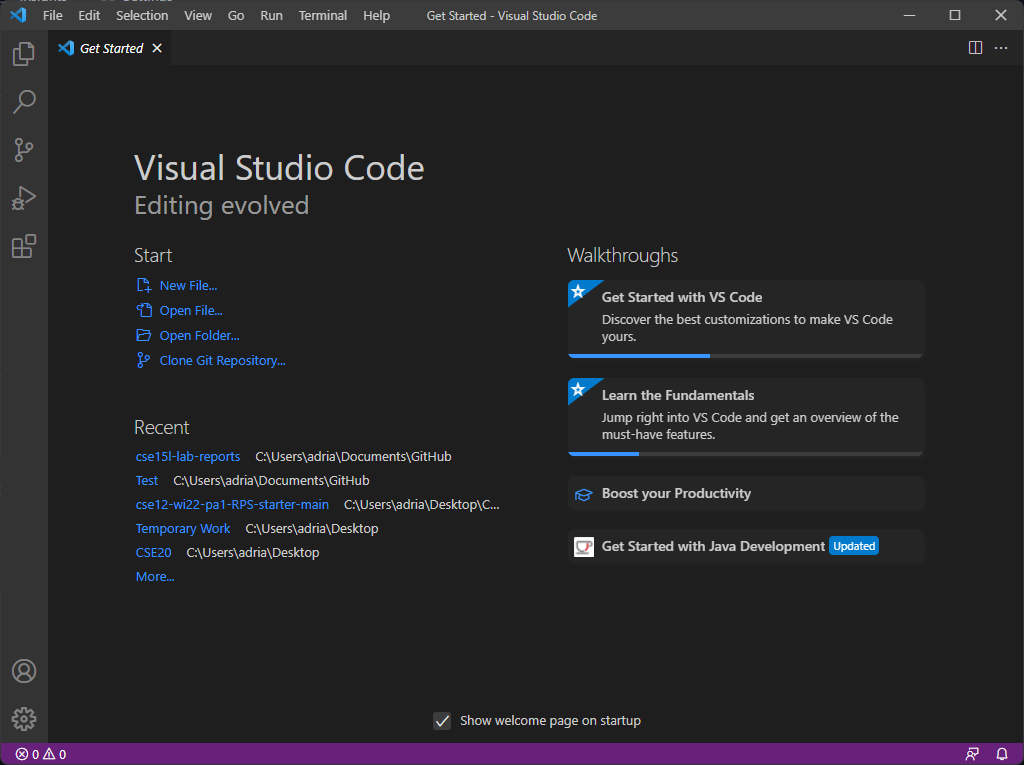 File Edit Selection View Go Run Terminal Help Get Started - Visual Studio Code
Get Started
Visual Studio Code
Editing evolved
Start
New File...
Open File...
Open Folder...
Clone Git Repository...
Recent
cse15l-lab-reports C:\Users\adria\Documents\GitHub
Test C:\Users\adria\Documents\GitHub
cse12-wi22-pa1-RPS-starter-main C:\Users\adria\Desktop\C...
Temporary Work C:\Users\adria\Desktop
CSE20 C:\Users\adria\Desktop
More...
Walkthroughs
Get Started with VS Code
Discover the best customizations to make VS Code
yours.
Learn the Fundamentals
Jump right into VS Code and get an overview of the
must-have features.
Boost your Productivity
Get Started with Java Development Updated
Show welcome page on startup
0 0